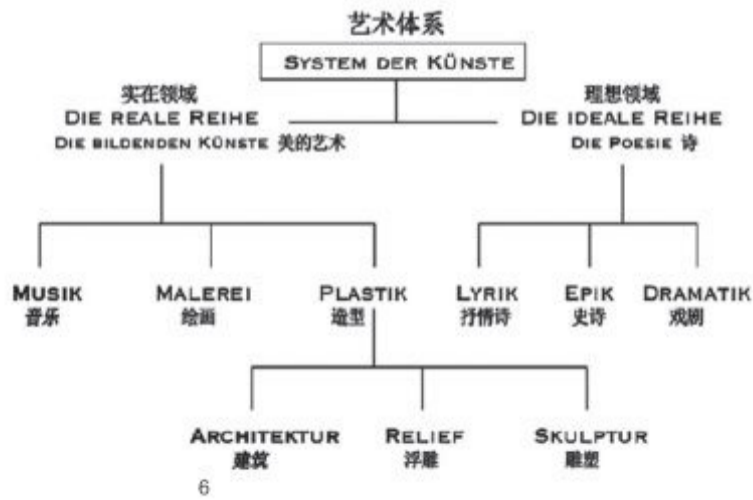 艺术体系
SYSTEM DER KÜNSTE
实在领域
DIE REALE REIHE
DIE BILDENDEN KÜNSTE 美的艺术
理想领域
DIE IDEALE REIHE
DIE POESIE 诗
MUSIK
音乐
MALEREI
绘画
PLASTIK
造型
LYRIK
抒情诗
EPIK
史诗
DRAMATIK
戏剧
ARCHITEKTUR
建筑
RELIEF
浮雕
SKULPTUR
雕塑
6